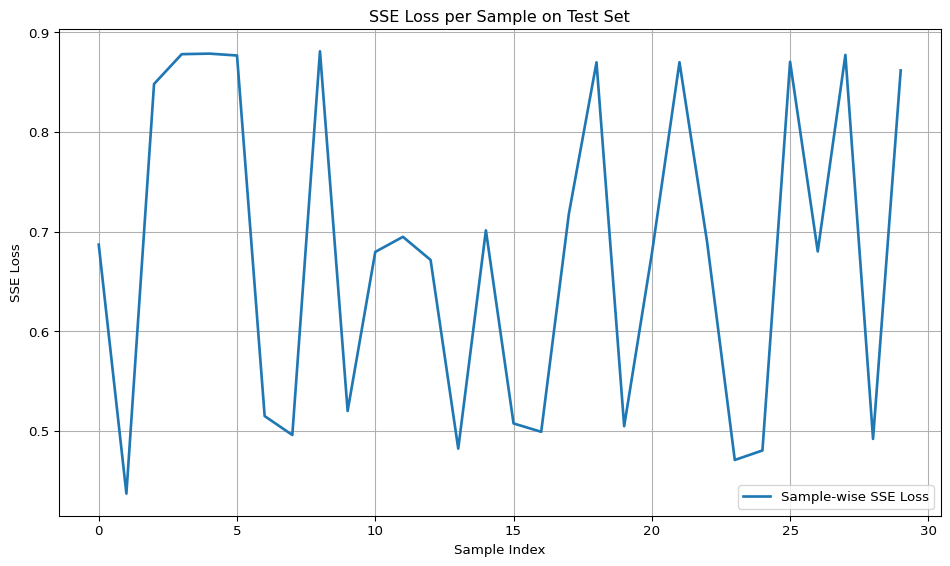 SSE Loss per Sample on Test Set
0.9
0.8
0.7
0.6
0.5
SSE Loss
0 5 10 15 20 25 30
Sample Index
Sample-wise SSE Loss